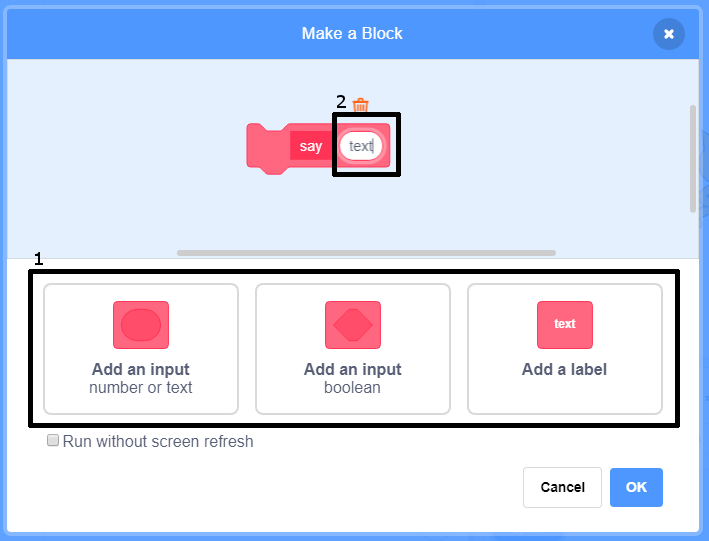 Make a Block
2
say text
1
text
Add an input
number or text
Add an input
boolean
Add a label
Run without screen refresh
Cancel OK